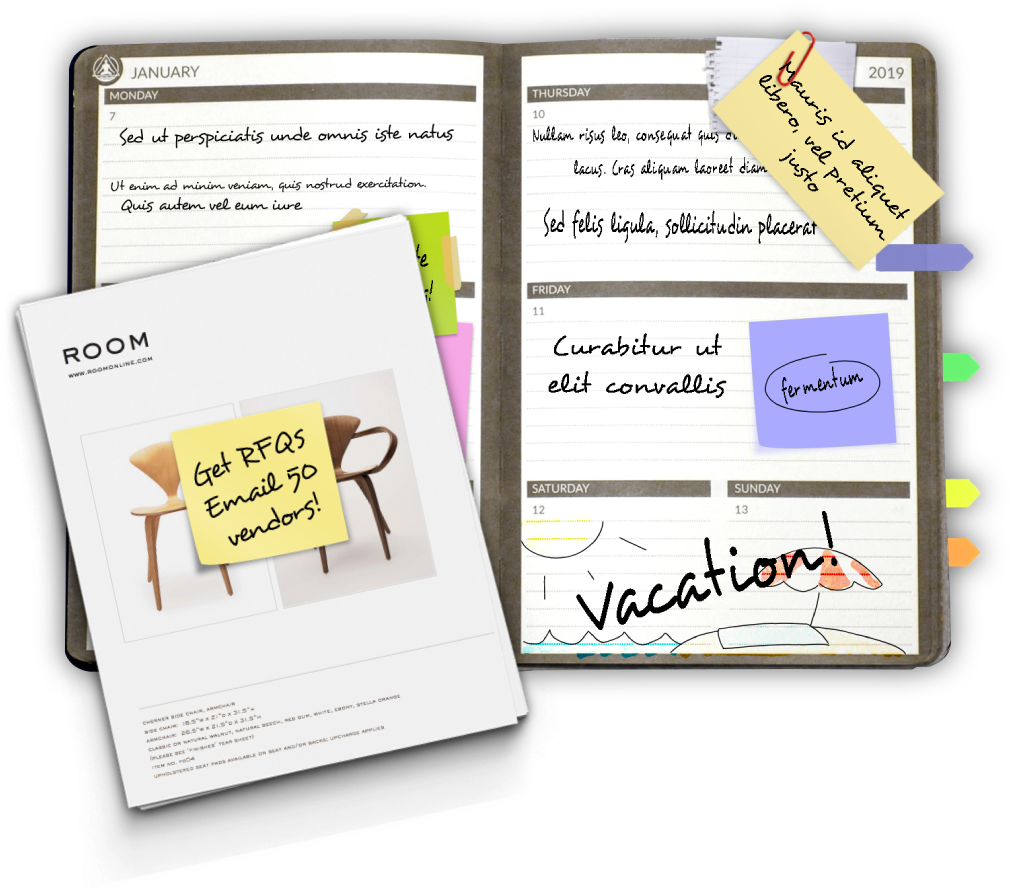 JANUARY
MONDAY
7
Sed ut perspiciatis unde omnis iste natus
Ut enim ad minim veniam, quis nostrud exercitation.
Quis autem vel eum iure
2019
THURSDAY
10
Nullam risus leo, consequat quis
lacus. Cras aliquam laoreet diam
Sed felis ligula, sollicitudin placerat
Mauris id aliquet
libero, vel pretium
justo
FRIDAY
11
Curabitur ut
elit convallis
fermentum
SATURDAY
12
SUNDAY
13
Vacation!
ROOM
WWW.ROOMONLINE.COM
Get RFQs
Email 50
vendors!
CHERNER SIDE CHAIR, ARMCHAIR
SIDE CHAIR: 18.5"W X 21"D X 31.5"H
ARMCHAIR: 25.5"W X 21.5"D X 31.5"H
CLASSIC OR NATURAL WALNUT, NATURAL BEECH, RED GUM, WHITE, EBONY, STELLA ORANGE
(PLEASE SEE 'FINISHES' TEAR SHEET)
ITEM NO. F204
UPHOLSTERED SEAT PADS AVAILABLE ON SEAT AND/OR BACKS; UPCHARGE APPLIES